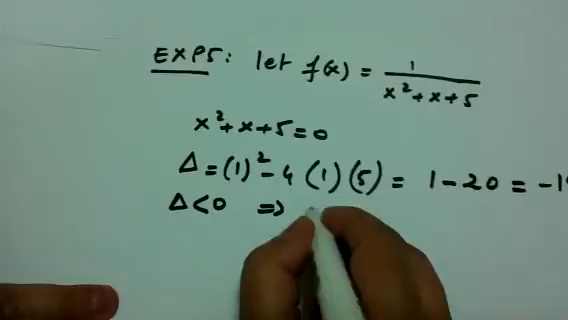 EXP5: let f(x) = 1/(x²+x+5)
x²+x+5=0
Δ=(1)²-4(1)(5) = 1-20 = -1
Δ<0 ⇒